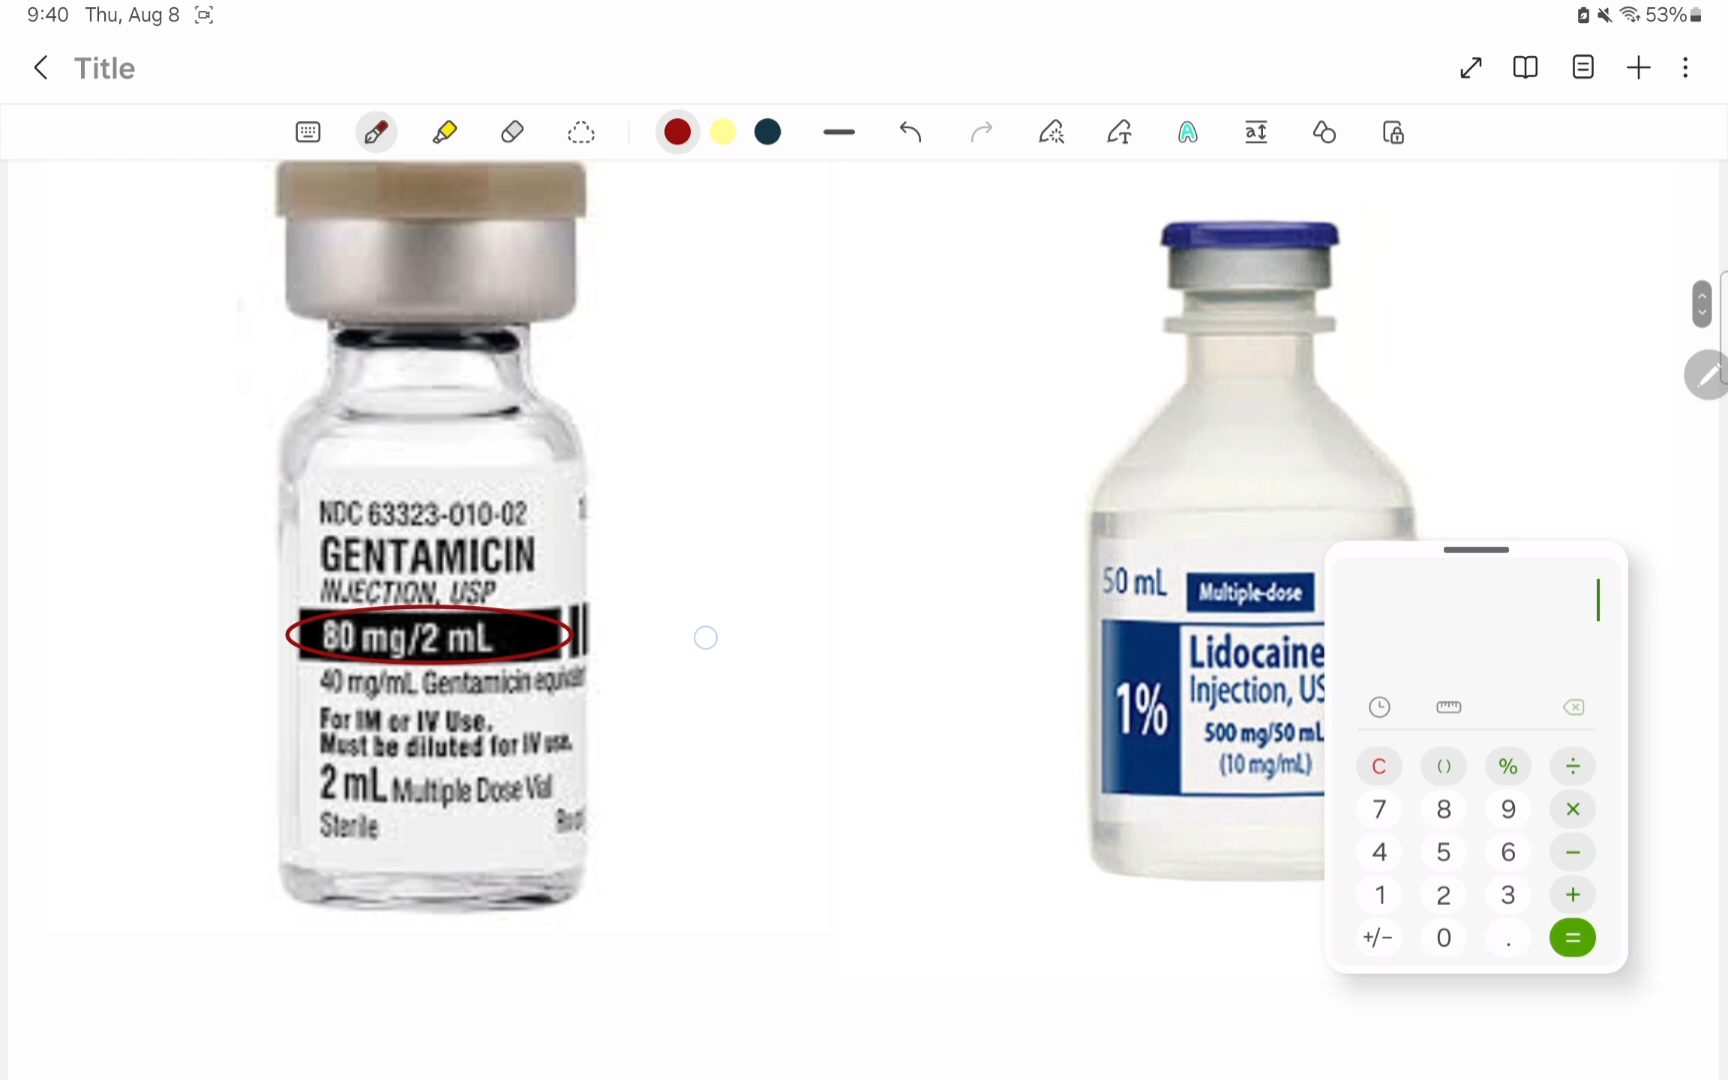 9:40 Thu, Aug 8
53%
Title
NDC 63323-010-02
GENTAMICIN
INJECTION, USP
80 mg/2 mL
40 mg/mL Gentamicin
For IM or IV Use.
Must be diluted for IV use.
2 mL Multiple Dose Vial
Sterile
50 mL Multiple-dose
1%
Lidocaine
Injection, US
500 mg/50 mL
(10 mg/mL)
C () % ÷
7 8 9 ×
4 5 6 −
1 2 3 +
+/− 0 . =